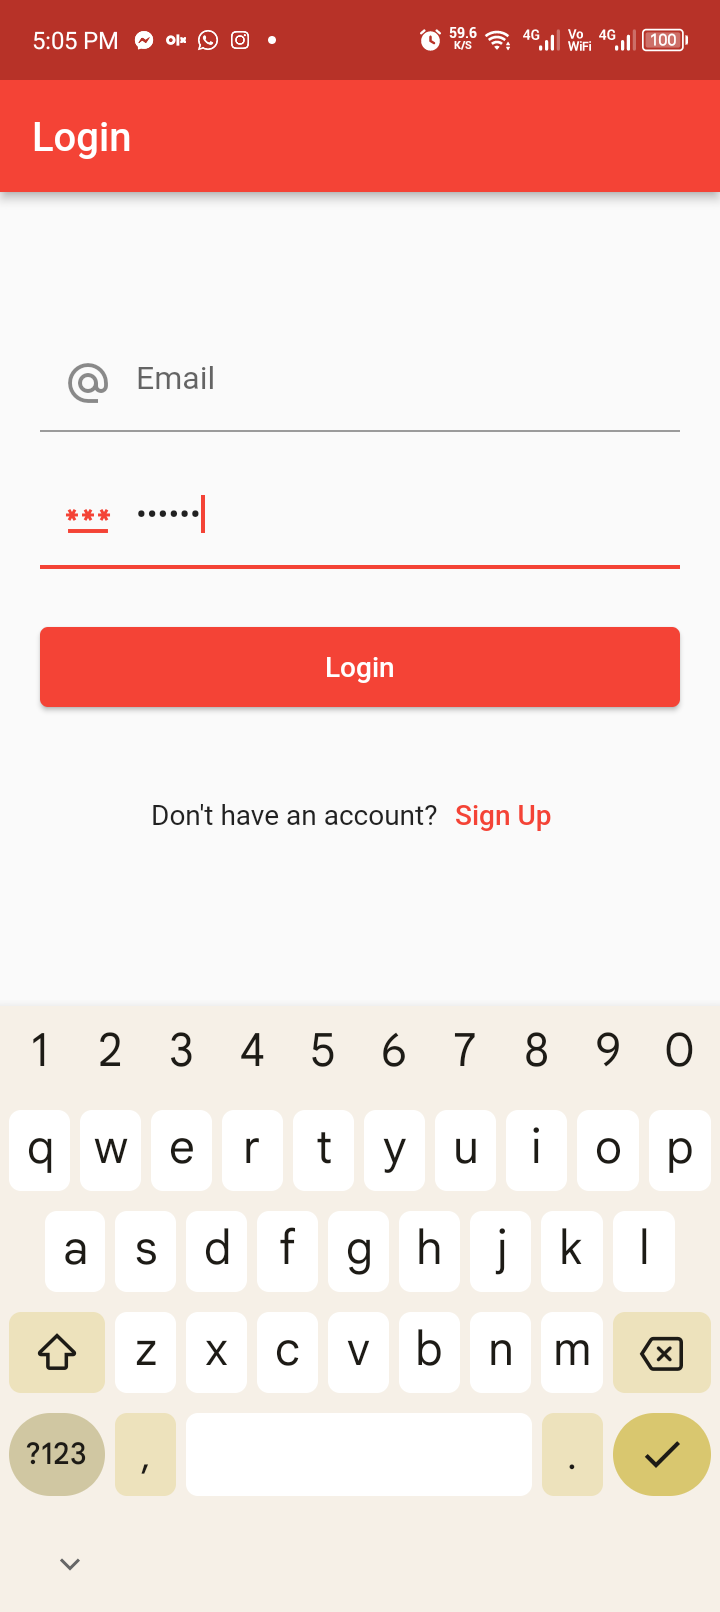 5:05 PM olx 59.6 K/S 4G Vo WiFi 4G 100
Login
@ Email
*** ••••••
Login
Don't have an account? Sign Up
1 2 3 4 5 6 7 8 9 0
q w e r t y u i o p
a s d f g h j k l
z x c v b n m
?123 , .